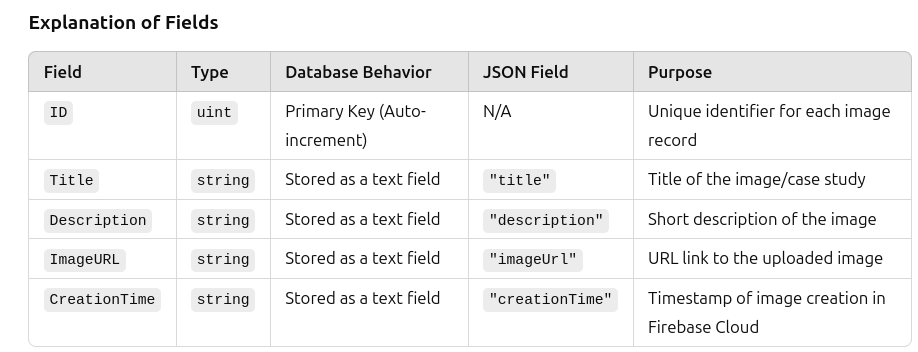 Explanation of Fields
Field Type Database Behavior JSON Field Purpose
ID uint Primary Key (Auto-increment) N/A Unique identifier for each image record
Title string Stored as a text field "title" Title of the image/case study
Description string Stored as a text field "description" Short description of the image
ImageURL string Stored as a text field "imageUrl" URL link to the uploaded image
CreationTime string Stored as a text field "creationTime" Timestamp of image creation in Firebase Cloud